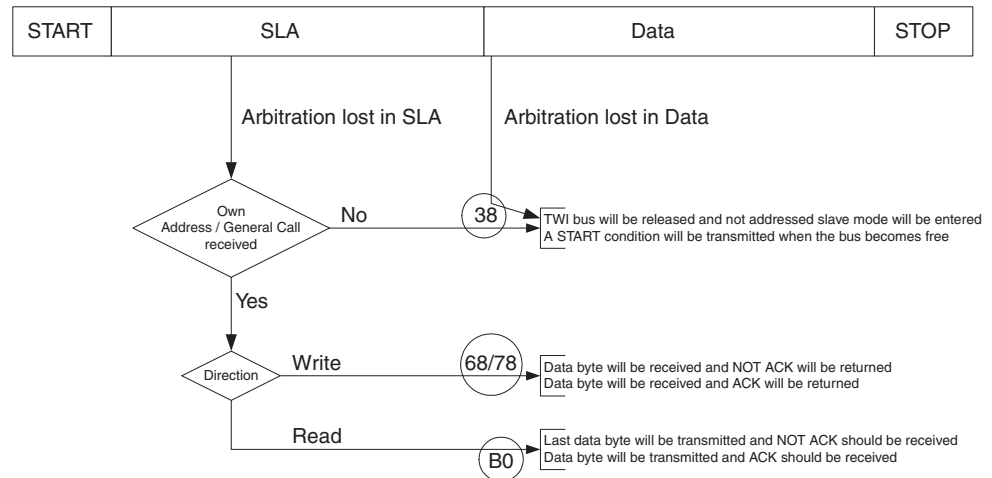 START SLA Data STOP
Arbitration lost in SLA Arbitration lost in Data
Own
Address / General Call
received
No
38
TWI bus will be released and not addressed slave mode will be entered
A START condition will be transmitted when the bus becomes free
Yes
Direction
Write
68/78
Data byte will be received and NOT ACK will be returned
Data byte will be received and ACK will be returned
Read
B0
Last data byte will be transmitted and NOT ACK should be received
Data byte will be transmitted and ACK should be received